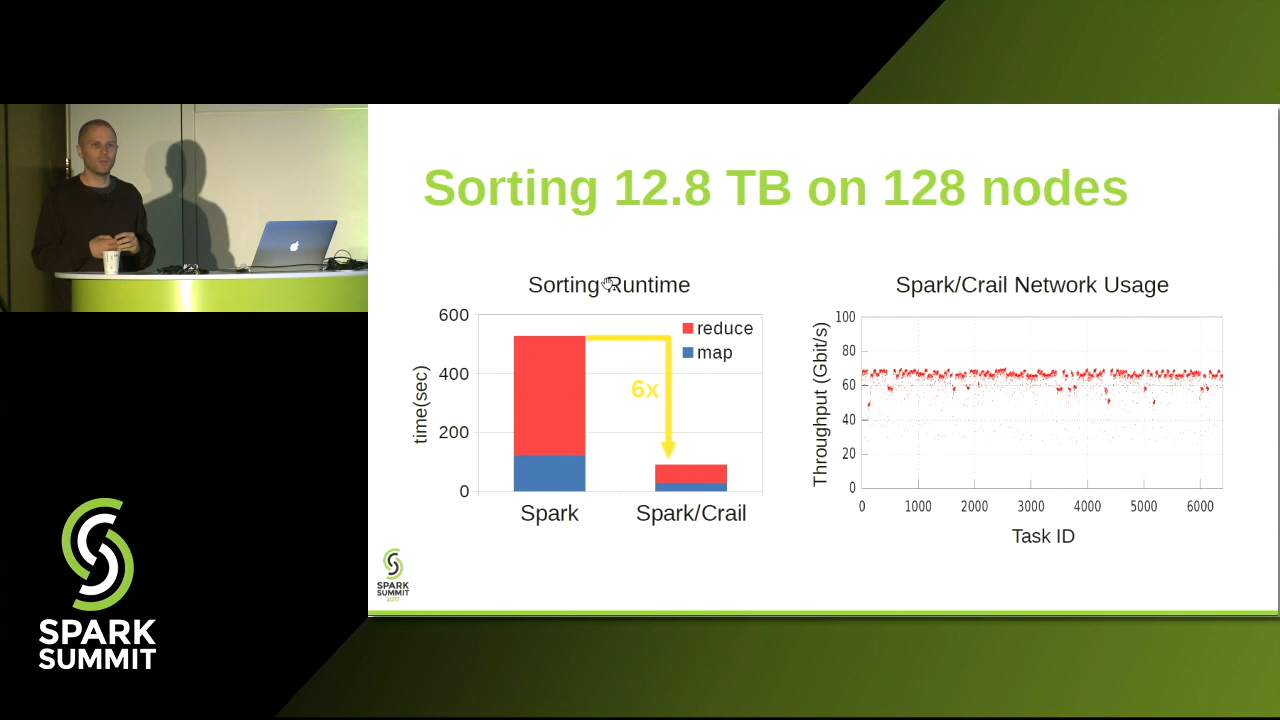 Sorting 12.8 TB on 128 nodes
Sorting Runtime
600
400
200
0
time(sec)
reduce
map
6x
Spark
Spark/Crail
Spark/Crail Network Usage
100
80
60
40
20
0
Throughput (Gbit/s)
0 1000 2000 3000 4000 5000 6000
Task ID
SPARK
SUMMIT
2017
SPARK
SUMMIT